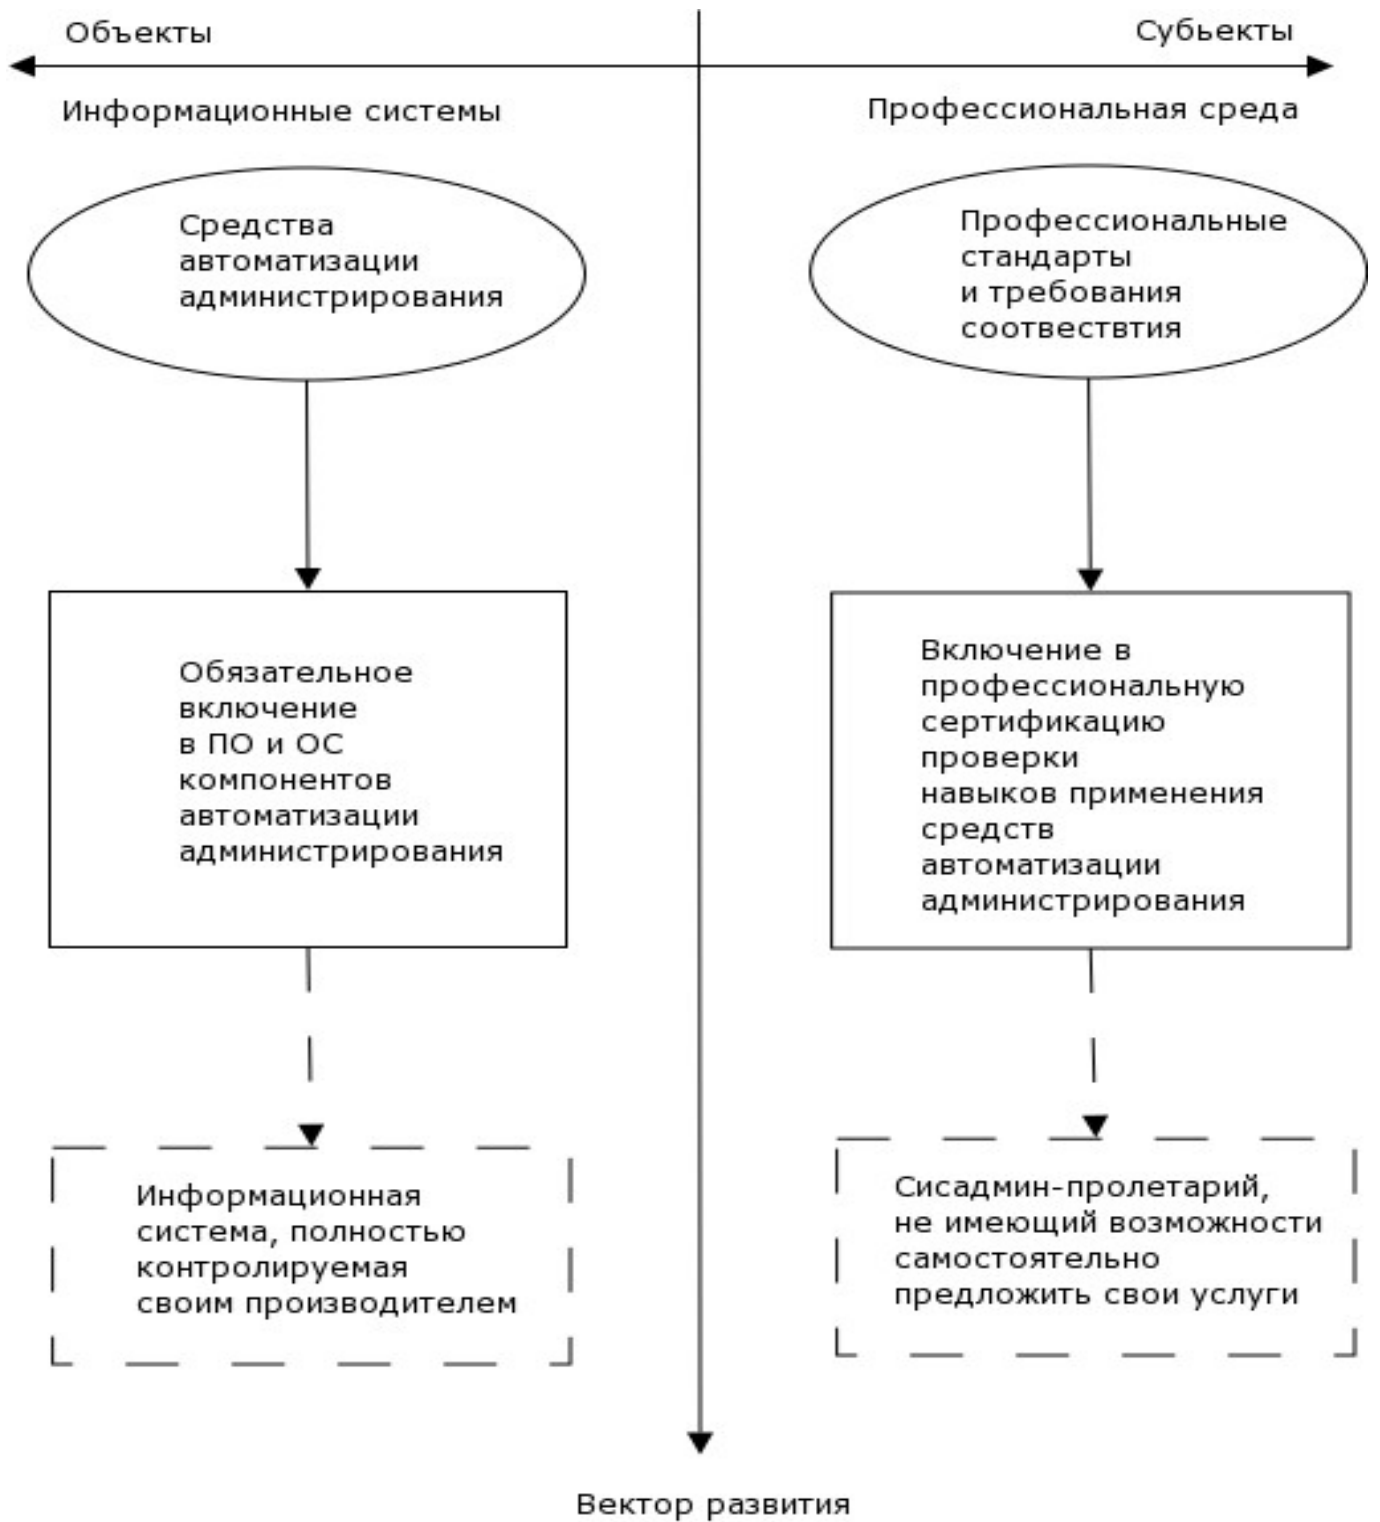 Объекты
Субьекты
Информационные системы
Профессиональная среда
Средства
автоматизации
администрирования
Профессиональные
стандарты
и требования
соотвествтия
Обязательное
включение
в ПО и ОС
компонентов
автоматизации
администрирования
Включение в
профессиональную
сертификацию
проверки
навыков применения
средств
автоматизации
администрирования
Информационная
система, полностью
контролируемая
своим производителем
Сисадмин-пролетарий,
не имеющий возможности
самостоятельно
предложить свои услуги
Вектор развития